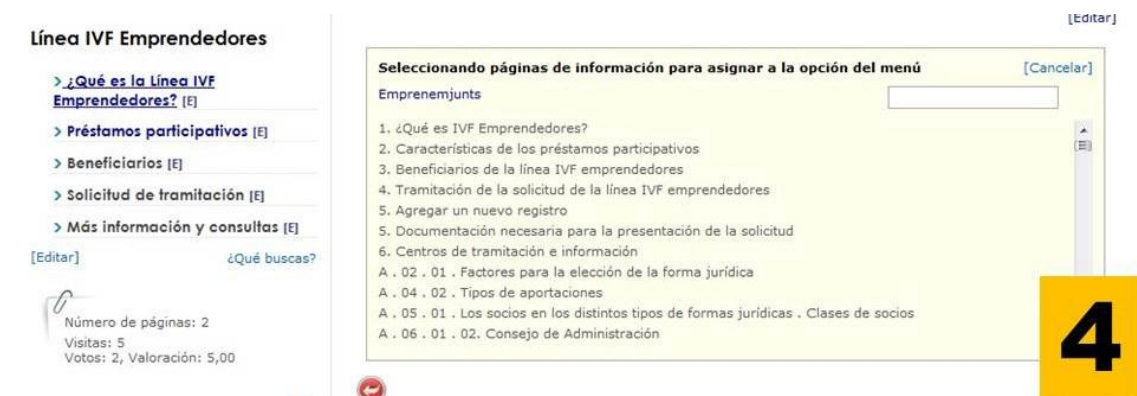 [Editar]
Línea IVF Emprendedores
> ¿Qué es la Línea IVF
Emprendedores? [E]
> Préstamos participativos [E]
> Beneficiarios [E]
> Solicitud de tramitación [E]
> Más información y consultas [E]
[Editar] ¿Qué buscas?
Número de páginas: 2
Visitas: 5
Votos: 2, Valoración: 5,00
Seleccionando páginas de información para asignar a la opción del menú [Cancelar]
Emprenemjunts
1. ¿Qué es IVF Emprendedores?
2. Características de los préstamos participativos
3. Beneficiarios de la línea IVF emprendedores
4. Tramitación de la solicitud de la línea IVF emprendedores
5. Agregar un nuevo registro
5. Documentación necesaria para la presentación de la solicitud
6. Centros de tramitación e información
A . 02 . 01 . Factores para la elección de la forma jurídica
A . 04 . 02 . Tipos de aportaciones
A . 05 . 01 . Los socios en los distintos tipos de formas jurídicas . Clases de socios
A . 06 . 01 . 02. Consejo de Administración
4